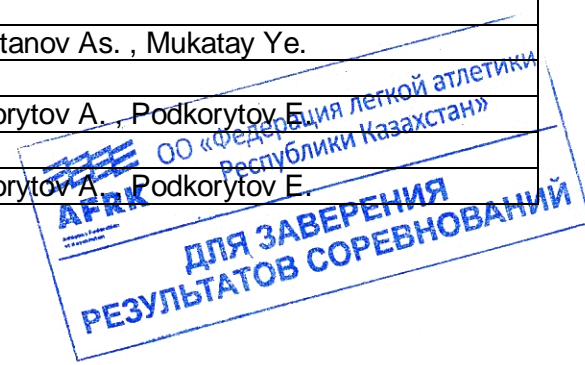 tanov As. , Mukatay Ye.
orytov A. , Podkorytov E.
orytov A. , Podkorytov E.
ОО «Федерация легкой атлетики
Республики Казахстан»
AFRK
ДЛЯ ЗАВЕРЕНИЯ
РЕЗУЛЬТАТОВ СОРЕВНОВАНИЙ